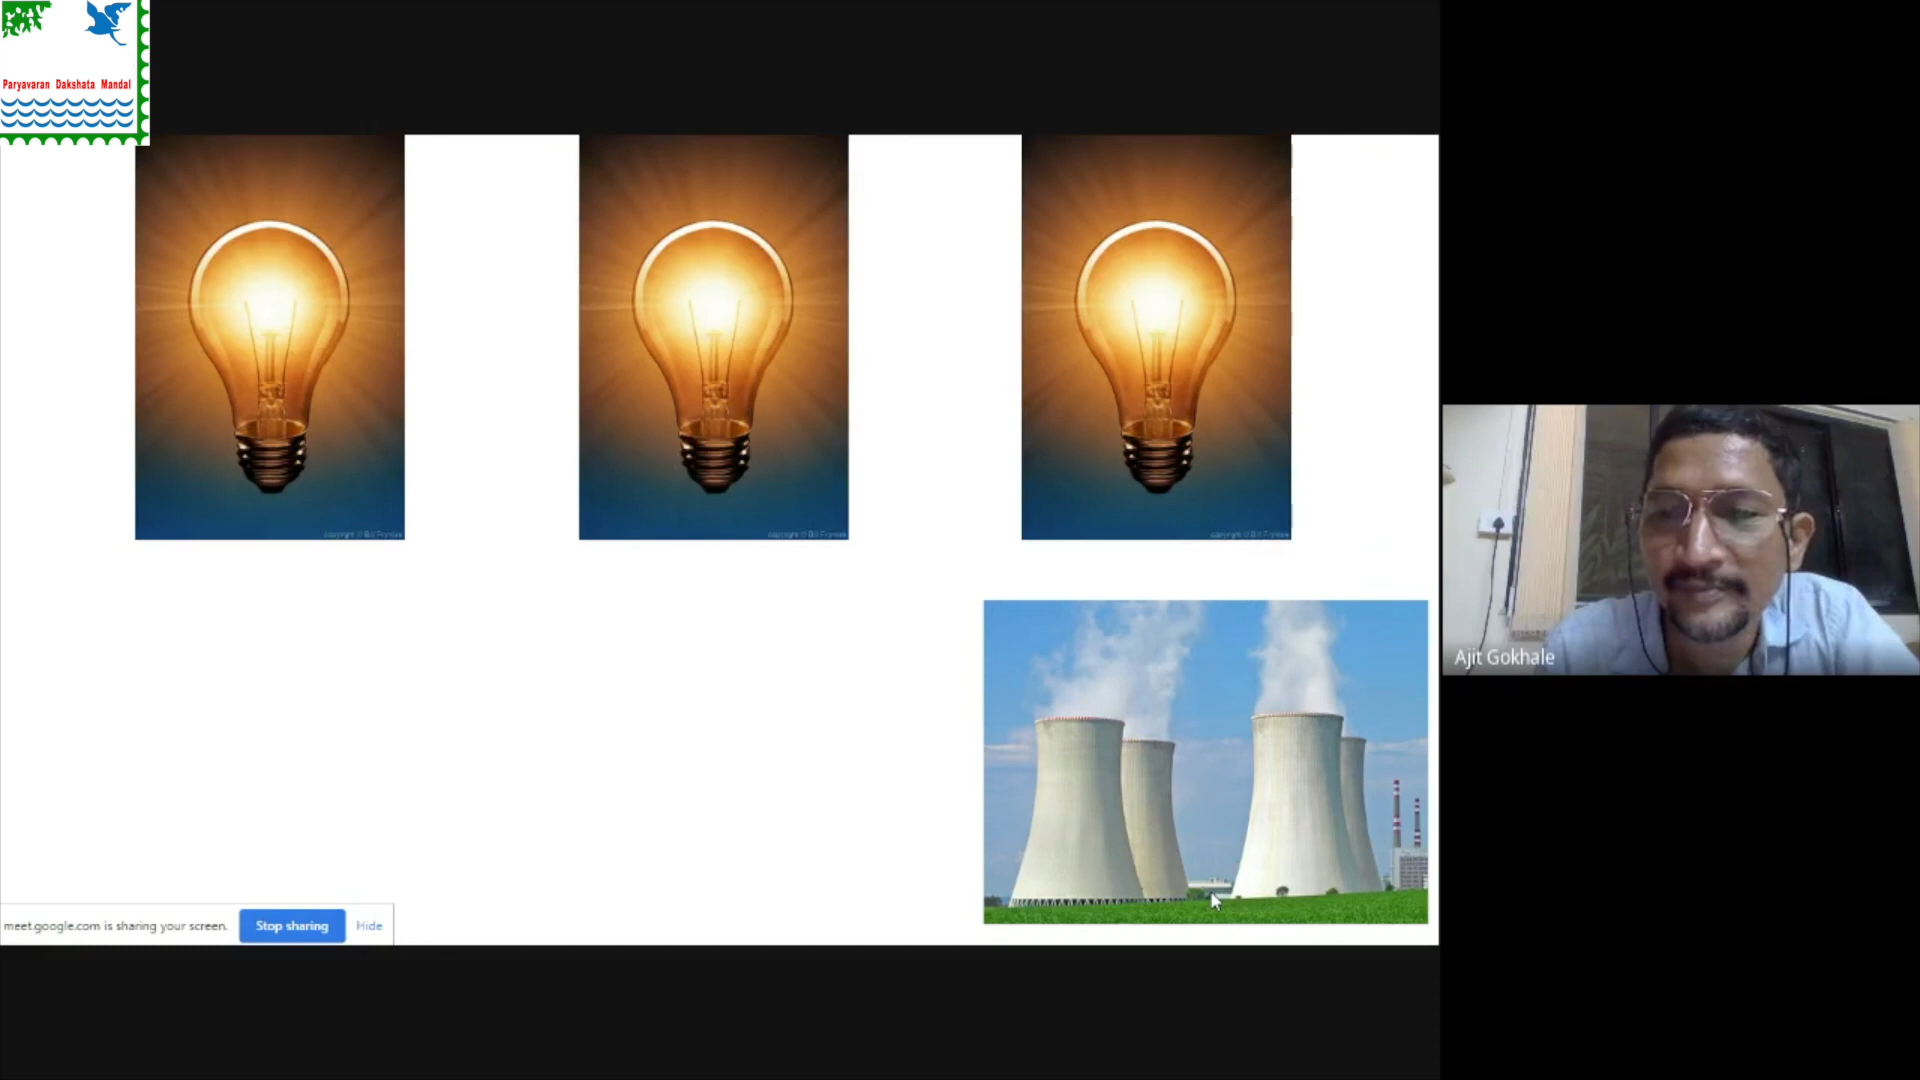 Paryavaran Dakshata Mandal
Ajit Gokhale
meet.google.com is sharing your screen.
Stop sharing
Hide